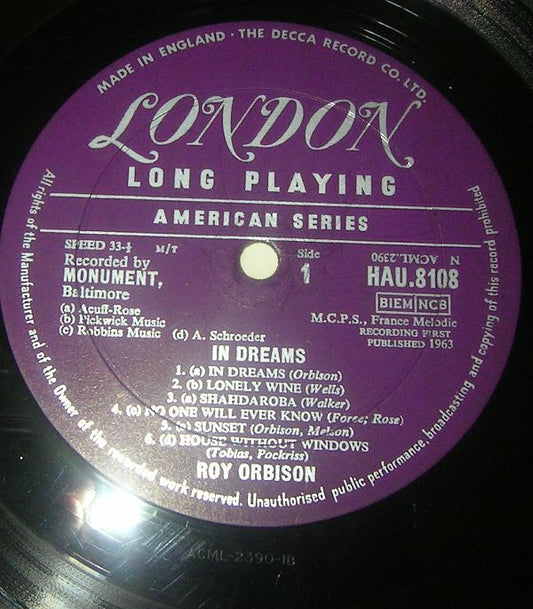 MADE IN ENGLAND · THE DECCA RECORD CO. LTD.
LONDON
LONG PLAYING
AMERICAN SERIES
SPEED 33-⅓ M/T
Recorded by
MONUMENT,
Baltimore
(a) Acuff-Rose
(b) Pickwick Music
(c) Robbins Music (d) A. Schroeder
Side
1
N ACML.2390
HAU.8108
BIEM NCB
M.C.P.S., France Melodie
RECORDING FIRST
PUBLISHED 1963
IN DREAMS
1. (a) IN DREAMS (Orbison)
2. (b) LONELY WINE (Wells)
3. (a) SHAHDAROBA (Walker)
4. (a) NO ONE WILL EVER KNOW (Foree; Rose)
5. (a) SUNSET (Orbison, Melson)
6. (d) HOUSE WITHOUT WINDOWS
(Tobias, Pockriss)
ROY ORBISON
All rights of the Manufacturer and of the Owner of the recorded work reserved. Unauthorised public performance, broadcasting and copying of this record prohibited
ACML-2390-1B